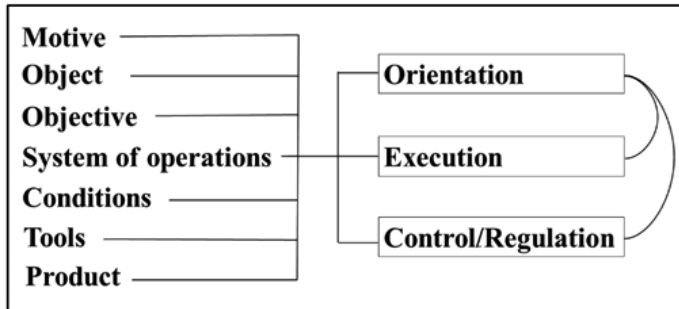 Motive
Object
Objective
System of operations
Conditions
Tools
Product
Orientation
Execution
Control/Regulation